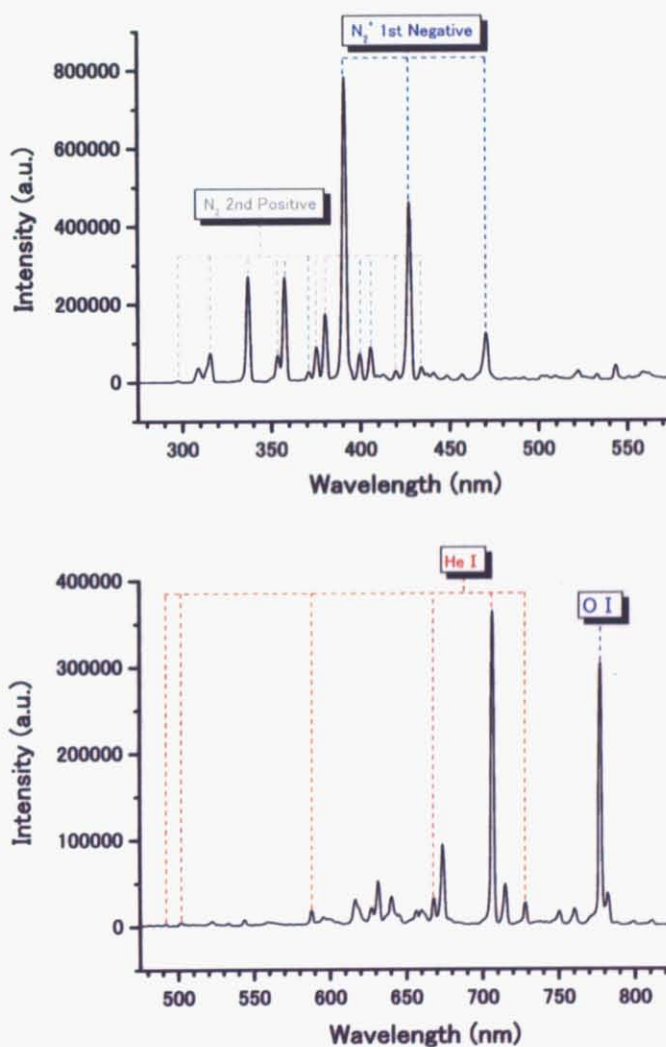 N₂⁺ 1st Negative
N₂ 2nd Positive
Intensity (a.u.)
800000
600000
400000
200000
0
300 350 400 450 500 550
Wavelength (nm)
He I
O I
Intensity (a.u.)
400000
300000
200000
100000
0
500 550 600 650 700 750 800
Wavelength (nm)